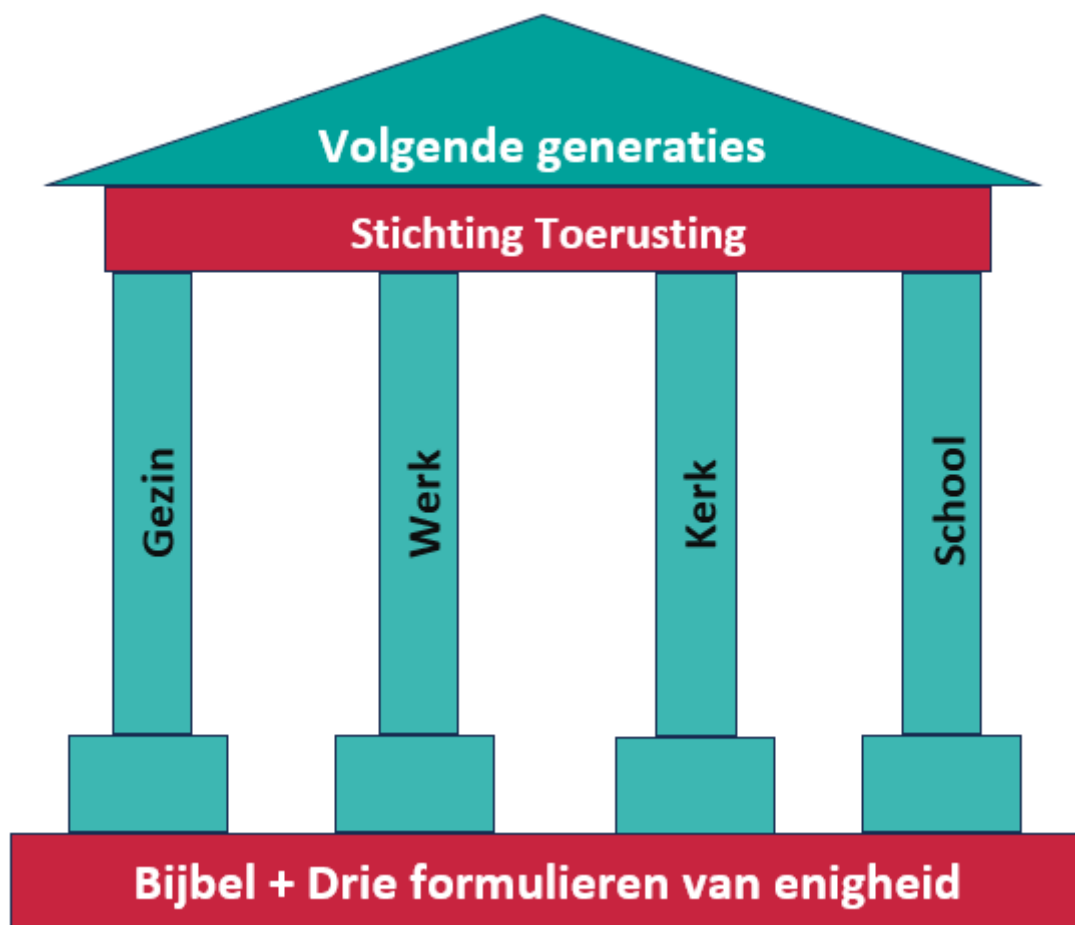 Volgende generaties
Stichting Toerusting
Gezin
Werk
Kerk
School
Bijbel + Drie formulieren van enigheid